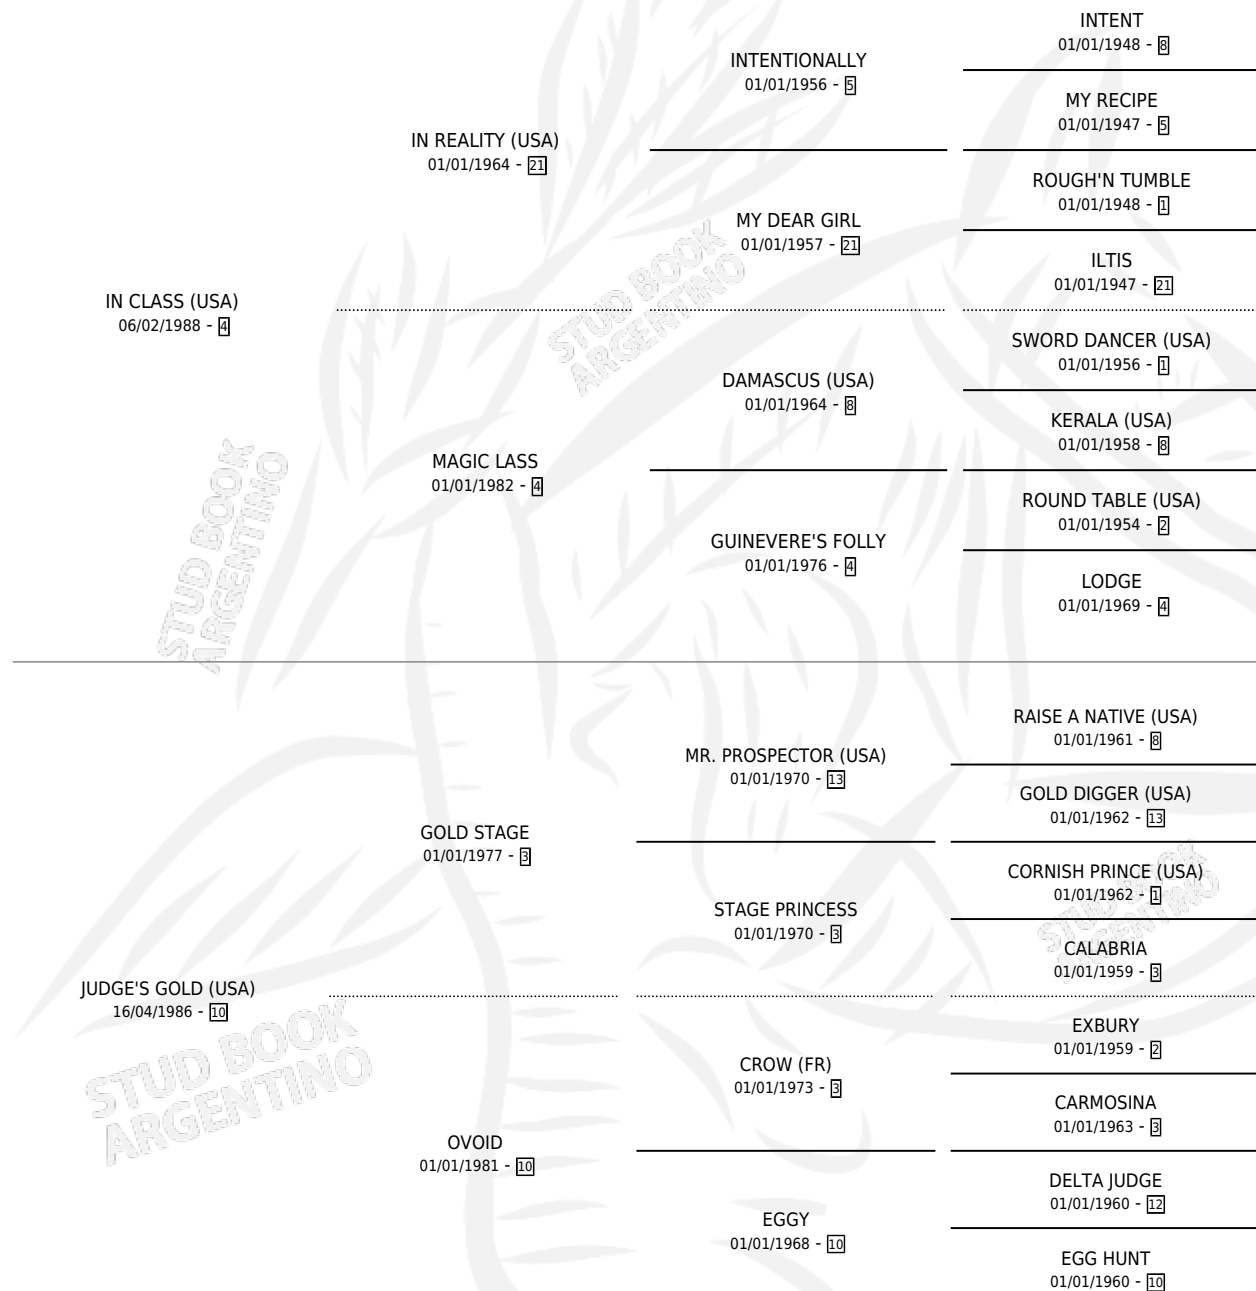 INTENT
01/01/1948 - 8
INTENTIONALLY
01/01/1956 - 5
MY RECIPE
01/01/1947 - 5
IN REALITY (USA)
01/01/1964 - 21
ROUGH'N TUMBLE
01/01/1948 - 1
MY DEAR GIRL
01/01/1957 - 21
ILTIS
01/01/1947 - 21
IN CLASS (USA)
06/02/1988 - 4
STUD BOOK
ARGENTINO
SWORD DANCER (USA)
01/01/1956 - 1
DAMASCUS (USA)
01/01/1964 - 8
KERALA (USA)
01/01/1958 - 8
MAGIC LASS
01/01/1982 - 4
ROUND TABLE (USA)
01/01/1954 - 2
GUINEVERE'S FOLLY
01/01/1976 - 4
LODGE
01/01/1969 - 4
STUD BOOK
ARGENTINO
RAISE A NATIVE (USA)
01/01/1961 - 8
MR. PROSPECTOR (USA)
01/01/1970 - 13
GOLD DIGGER (USA)
01/01/1962 - 13
GOLD STAGE
01/01/1977 - 3
CORNISH PRINCE (USA)
01/01/1962 - 1
STAGE PRINCESS
01/01/1970 - 3
CALABRIA
01/01/1959 - 3
STUD BOOK
ARGENTINO
JUDGE'S GOLD (USA)
16/04/1986 - 10
EXBURY
01/01/1959 - 2
CROW (FR)
01/01/1973 - 3
CARMOSINA
01/01/1963 - 3
STUD BOOK
ARGENTINO
OVOID
01/01/1981 - 10
DELTA JUDGE
01/01/1960 - 12
EGGY
01/01/1968 - 10
EGG HUNT
01/01/1960 - 10